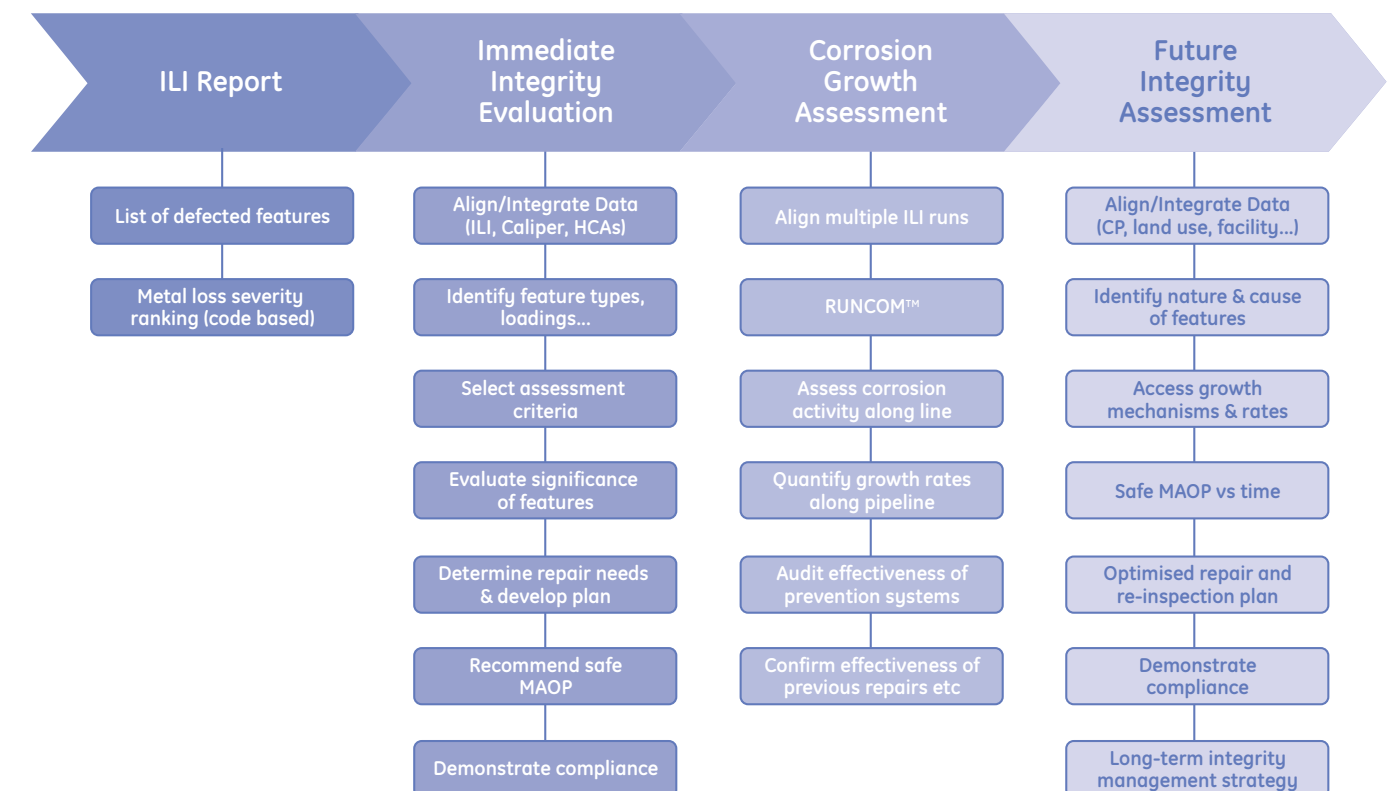 ILI Report
Immediate
Integrity
Evaluation
Corrosion
Growth
Assessment
Future
Integrity
Assessment
List of defected features
Metal loss severity
ranking (code based)
Align/Integrate Data
(ILI, Caliper, HCAs)
Identify feature types,
loadings...
Select assessment
criteria
Evaluate significance
of features
Determine repair needs
& develop plan
Recommend safe
MAOP
Demonstrate compliance
Align multiple ILI runs
RUNCOM™
Assess corrosion
activity along line
Quantify growth rates
along pipeline
Audit effectiveness of
prevention systems
Confirm effectiveness of
previous repairs etc
Align/Integrate Data
(CP, land use, facility...)
Identify nature & cause
of features
Access growth
mechanisms & rates
Safe MAOP vs time
Optimised repair and
re-inspection plan
Demonstrate
compliance
Long-term integrity
management strategy